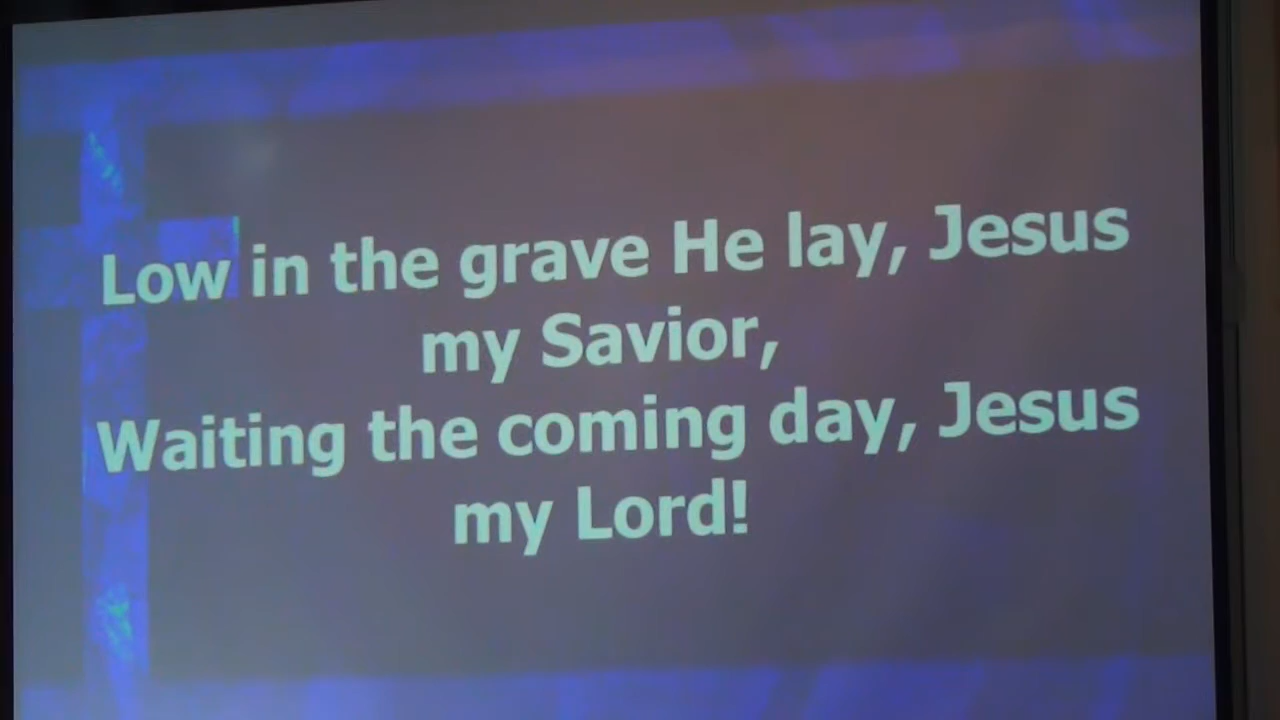 Low in the grave He lay, Jesus
my Savior,
Waiting the coming day, Jesus
my Lord!